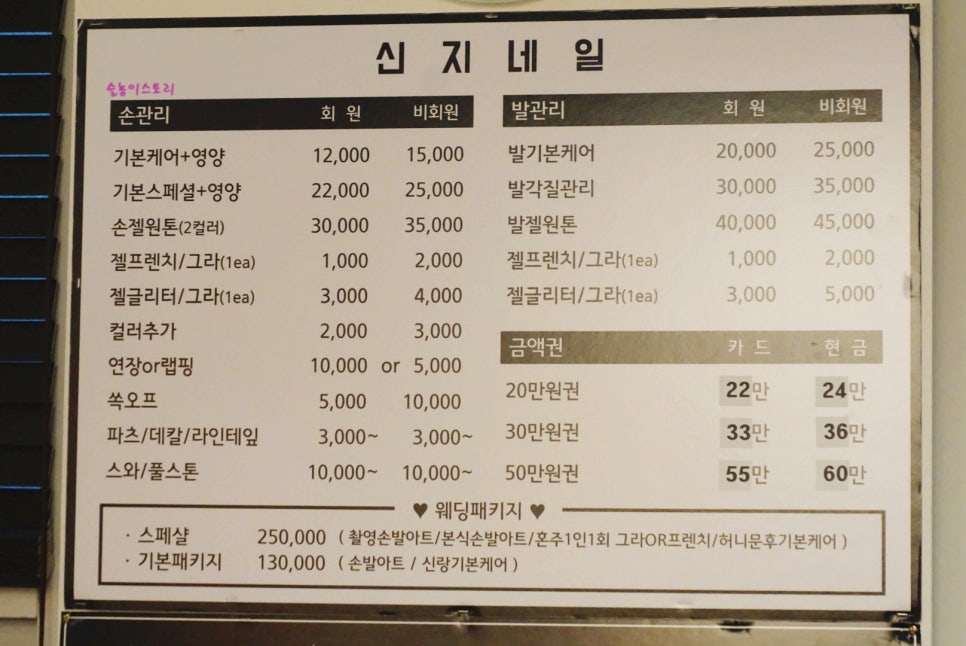 신 지 네 일
슬농이스토리
손관리 회 원 비회원
기본케어+영양 12,000 15,000
기본스페셜+영양 22,000 25,000
손젤원톤(2컬러) 30,000 35,000
젤프렌치/그라(1ea) 1,000 2,000
젤글리터/그라(1ea) 3,000 4,000
컬러추가 2,000 3,000
연장or랩핑 10,000 or 5,000
쏙오프 5,000 10,000
파츠/데칼/라인테잎 3,000~ 3,000~
스와/풀스톤 10,000~ 10,000~
발관리 회 원 비회원
발기본케어 20,000 25,000
발각질관리 30,000 35,000
발젤원톤 40,000 45,000
젤프렌치/그라(1ea) 1,000 2,000
젤글리터/그라(1ea) 3,000 5,000
금액권 카 드 현 금
20만원권 22만 24만
30만원권 33만 36만
50만원권 55만 60만
♥ 웨딩패키지 ♥
· 스페샬 250,000 ( 촬영손발아트/본식손발아트/혼주1인1회 그라OR프렌치/허니문후기본케어 )
· 기본패키지 130,000 ( 손발아트 / 신랑기본케어 )